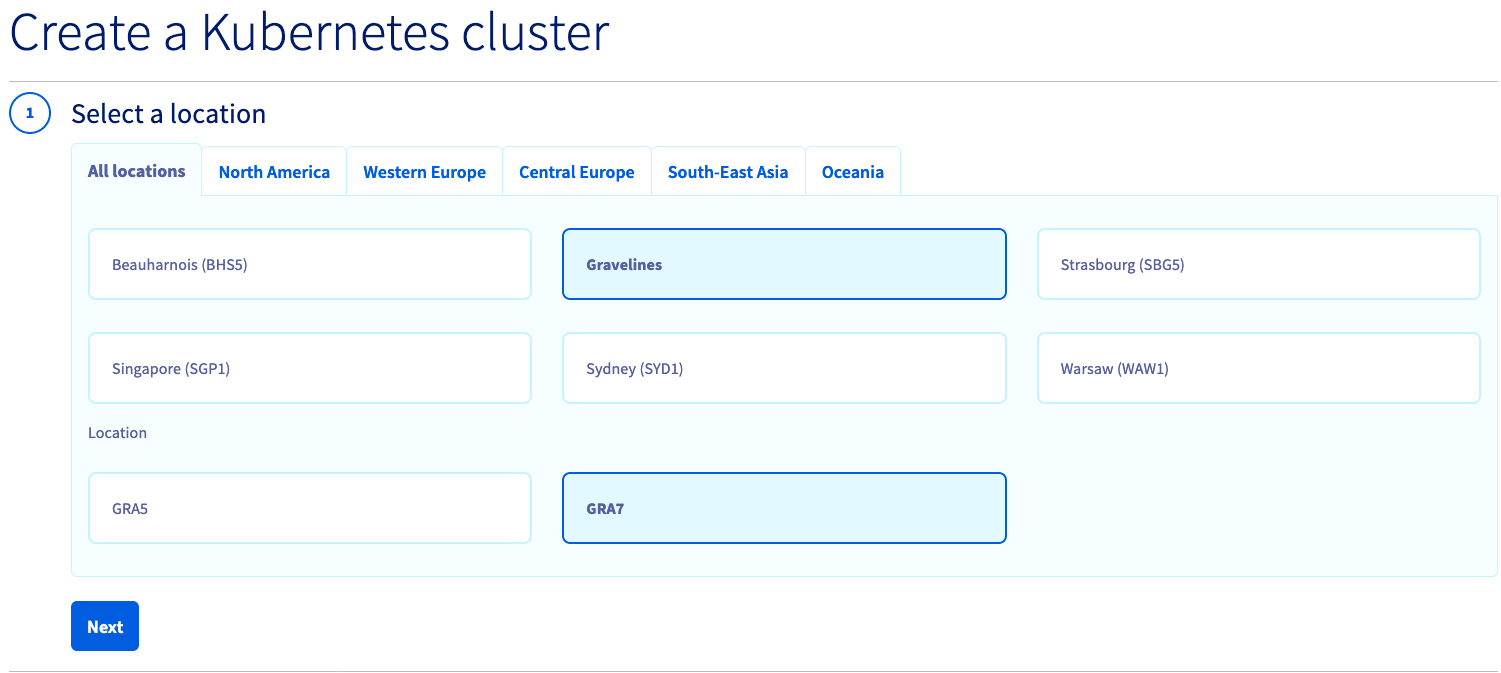 Create a Kubernetes cluster
1 Select a location
All locations North America Western Europe Central Europe South-East Asia Oceania
Beauharnois (BHS5) Gravelines Strasbourg (SBG5)
Singapore (SGP1) Sydney (SYD1) Warsaw (WAW1)
Location
GRA5 GRA7
Next